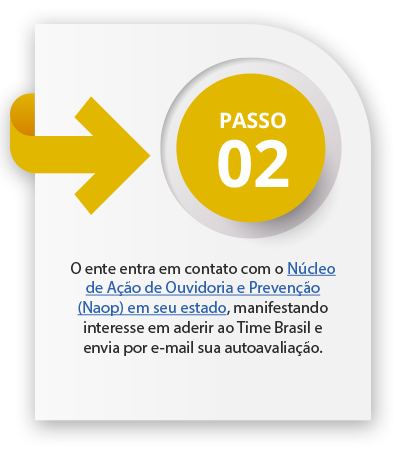 PASSO
02
O ente entra em contato com o Núcleo
de Ação de Ouvidoria e Prevenção
(Naop) em seu estado, manifestando
interesse em aderir ao Time Brasil e
envia por e-mail sua autoavaliação.